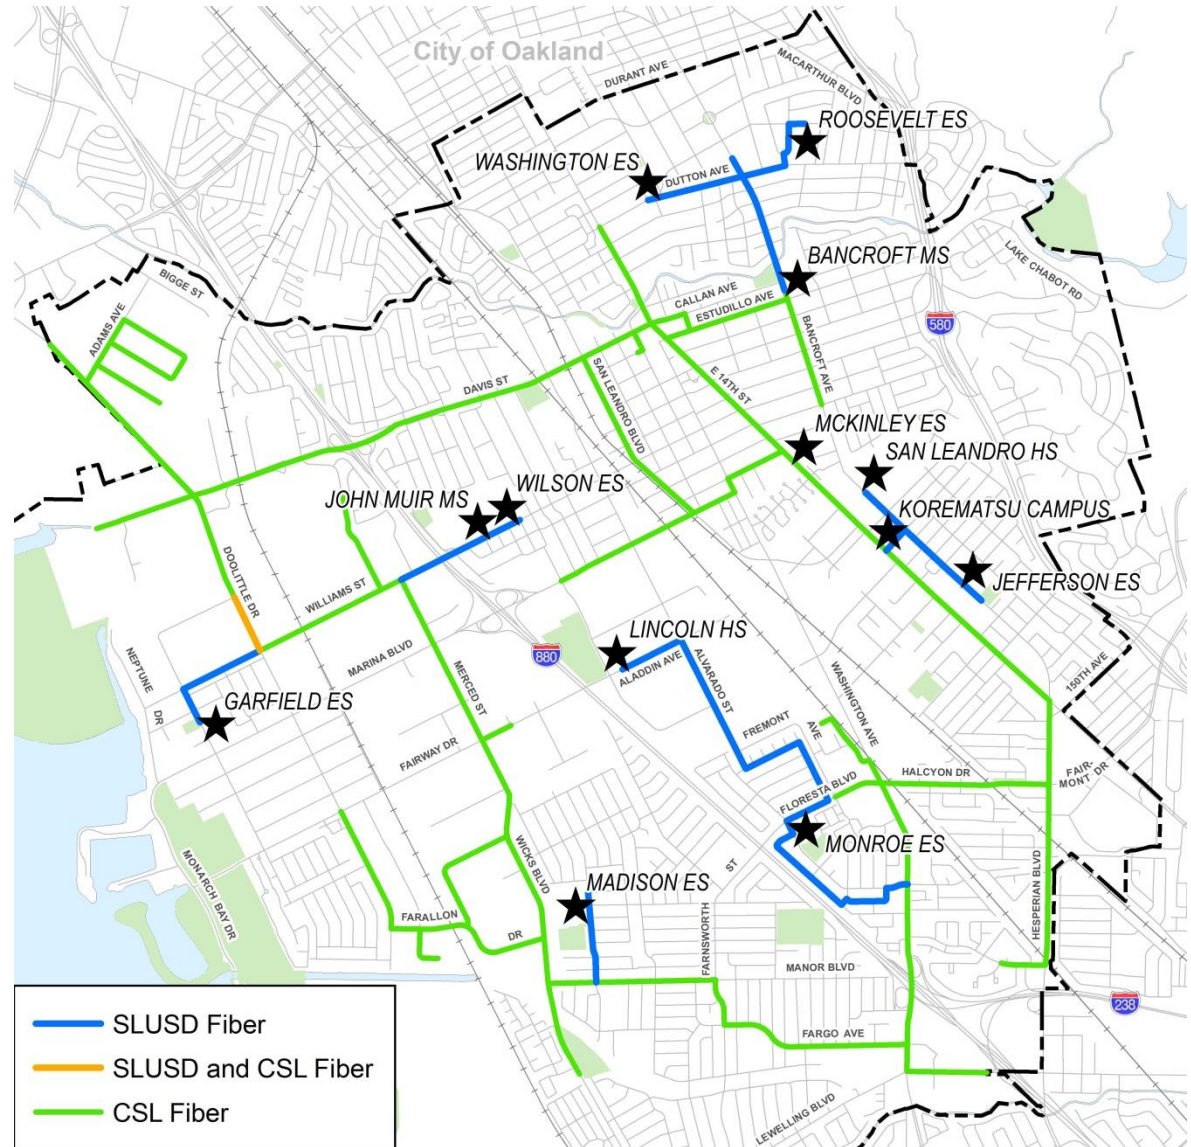 City of Oakland
DURANT AVE
MACARTHUR BLVD
ROOSEVELT ES
WASHINGTON ES
DUTTON AVE
BANCROFT MS
LAKE CHABOT RD
BIGGE ST
CALLAN AVE
ESTUDILLO AVE
ADAMS AVE
BANCROFT AVE
580
E 14TH ST
SAN LEANDRO BLVD
DAVIS ST
MCKINLEY ES
SAN LEANDRO HS
WILSON ES
JOHN MUIR MS
KOREMATSU CAMPUS
DOOLITTLE DR
JEFFERSON ES
WILLIAMS ST
LINCOLN HS
MARINA BLVD
880
ALADDIN AVE
NEPTUNE
DR
MERCED ST
ALVARADO ST
WASHINGTON AVE
150TH AVE
GARFIELD ES
FREMONT
AVE
FAIRWAY DR
HALCYON DR
FAIR-
MONT DR
FLORESTA BLVD
MONROE ES
WICKS BLVD
MONARCH BAY DR
ST
MADISON ES
HESPERIAN BLVD
FARALLON
DR
FARNSWORTH
MANOR BLVD
238
FARGO AVE
LEWELLING BLVD
SLUSD Fiber
SLUSD and CSL Fiber
CSL Fiber